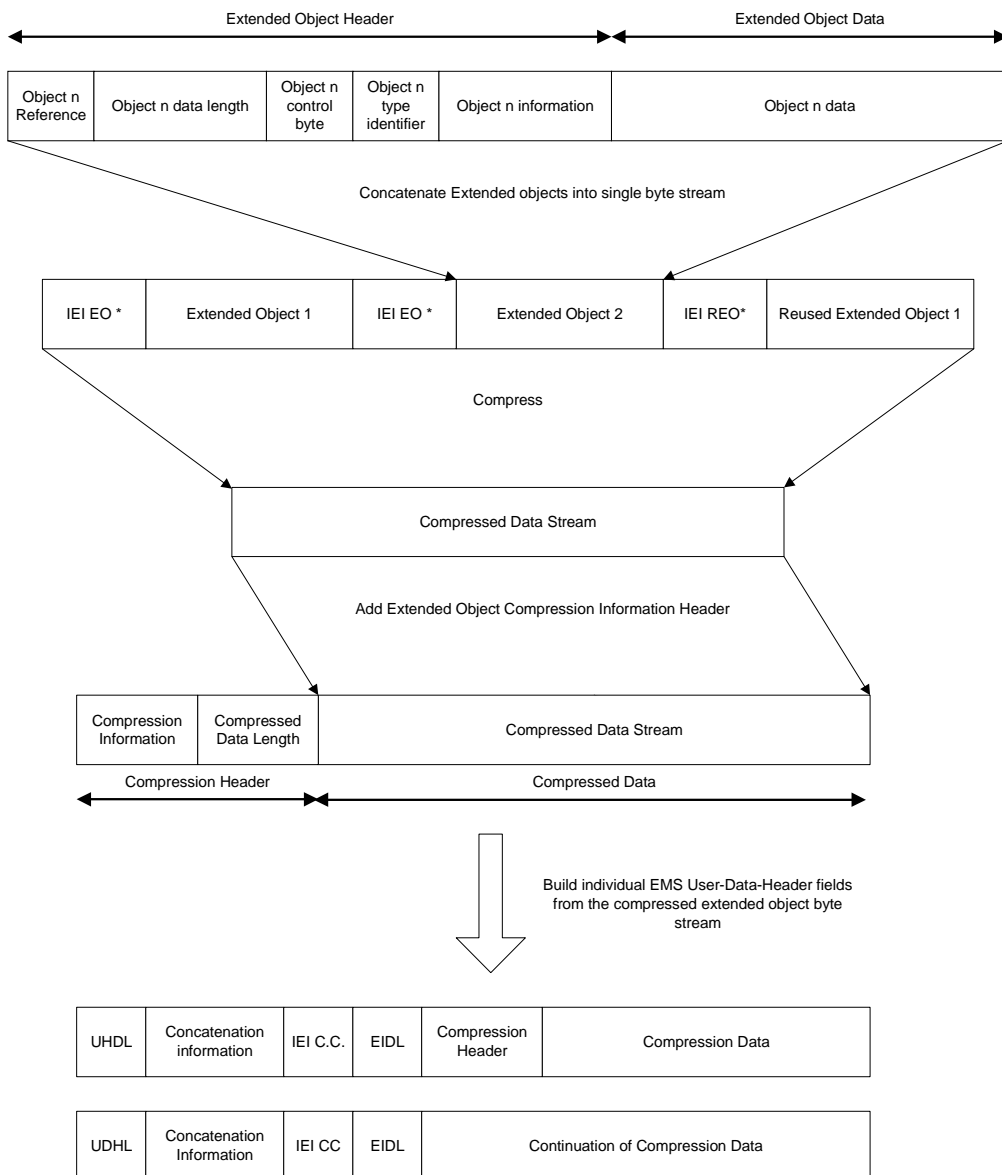 Extended Object Header
Extended Object Data
Object n
Reference
Object n data length
Object n
control
byte
Object n
type
identifier
Object n information
Object n data
Concatenate Extended objects into single byte stream
IEI EO *
Extended Object 1
IEI EO *
Extended Object 2
IEI REO*
Reused Extended Object 1
Compress
Compressed Data Stream
Add Extended Object Compression Information Header
Compression
Information
Compressed
Data Length
Compressed Data Stream
Compression Header
Compressed Data
Build individual EMS User-Data-Header fields
from the compressed extended object byte
stream
UHDL
Concatenation
information
IEI C.C.
EIDL
Compression
Header
Compression Data
UDHL
Concatenation
Information
IEI CC
EIDL
Continuation of Compression Data